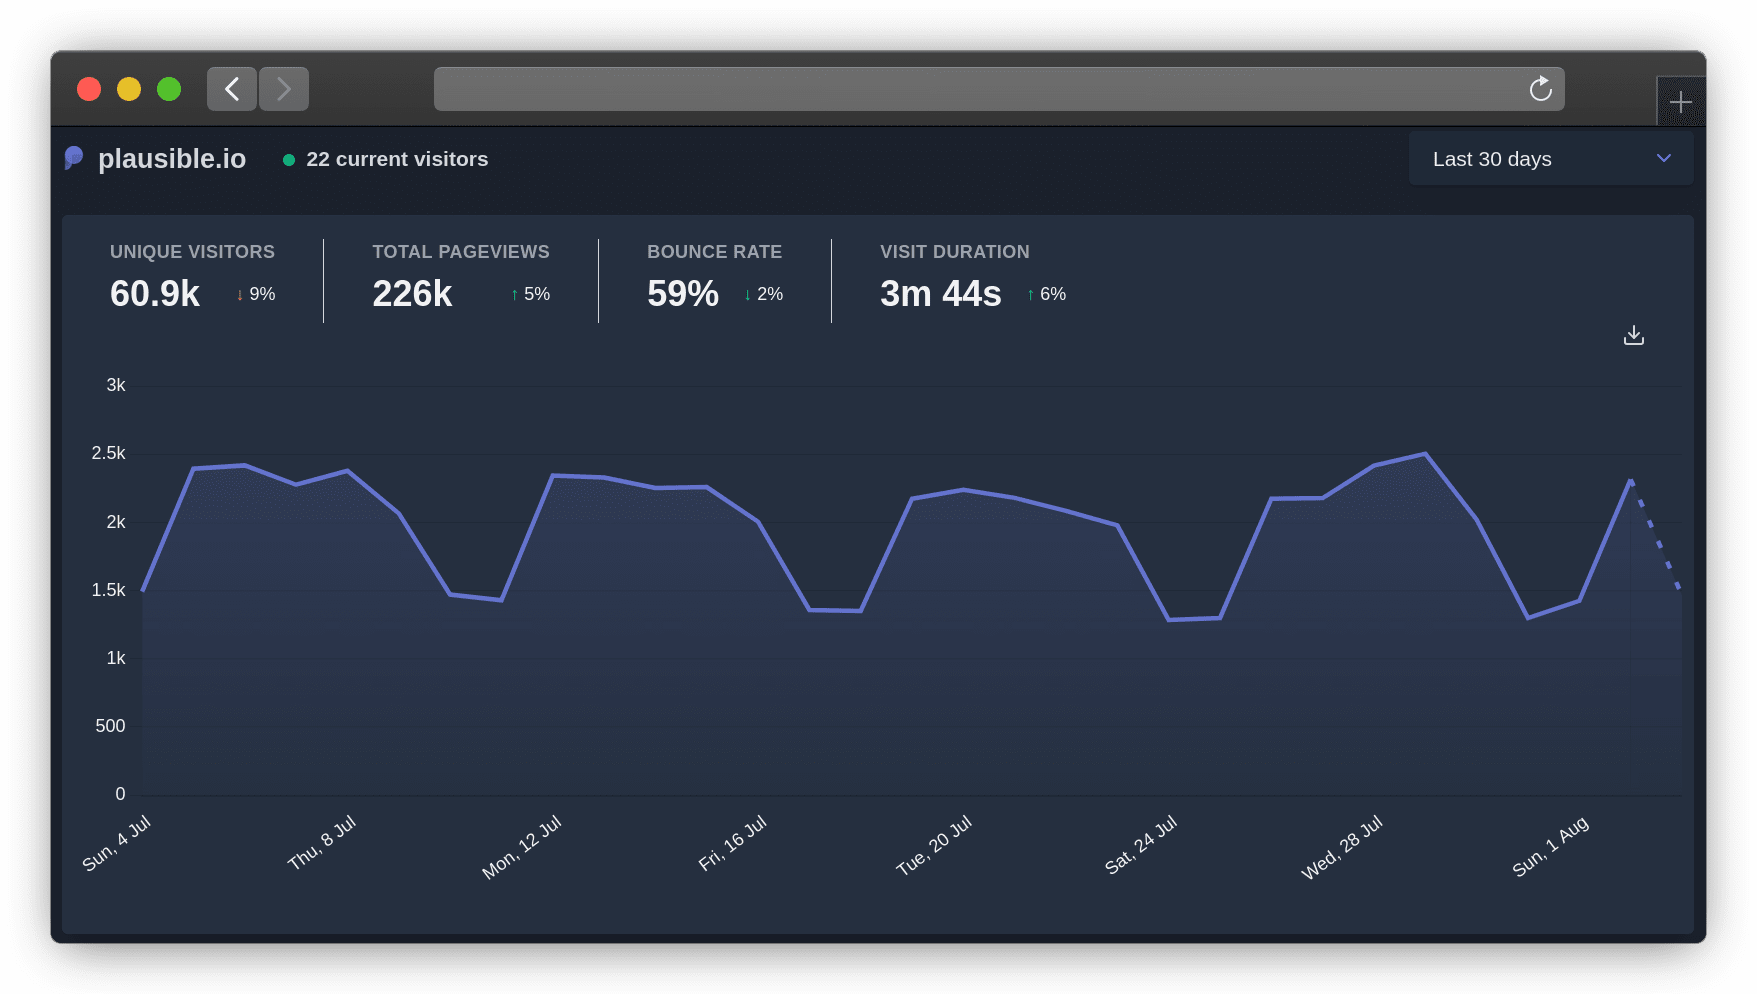 plausible.io
22 current visitors
Last 30 days
UNIQUE VISITORS
60.9k
↓ 9%
TOTAL PAGEVIEWS
226k
↑ 5%
BOUNCE RATE
59%
↓ 2%
VISIT DURATION
3m 44s
↑ 6%
3k
2.5k
2k
1.5k
1k
500
0
Sun, 4 Jul
Thu, 8 Jul
Mon, 12 Jul
Fri, 16 Jul
Tue, 20 Jul
Sat, 24 Jul
Wed, 28 Jul
Sun, 1 Aug